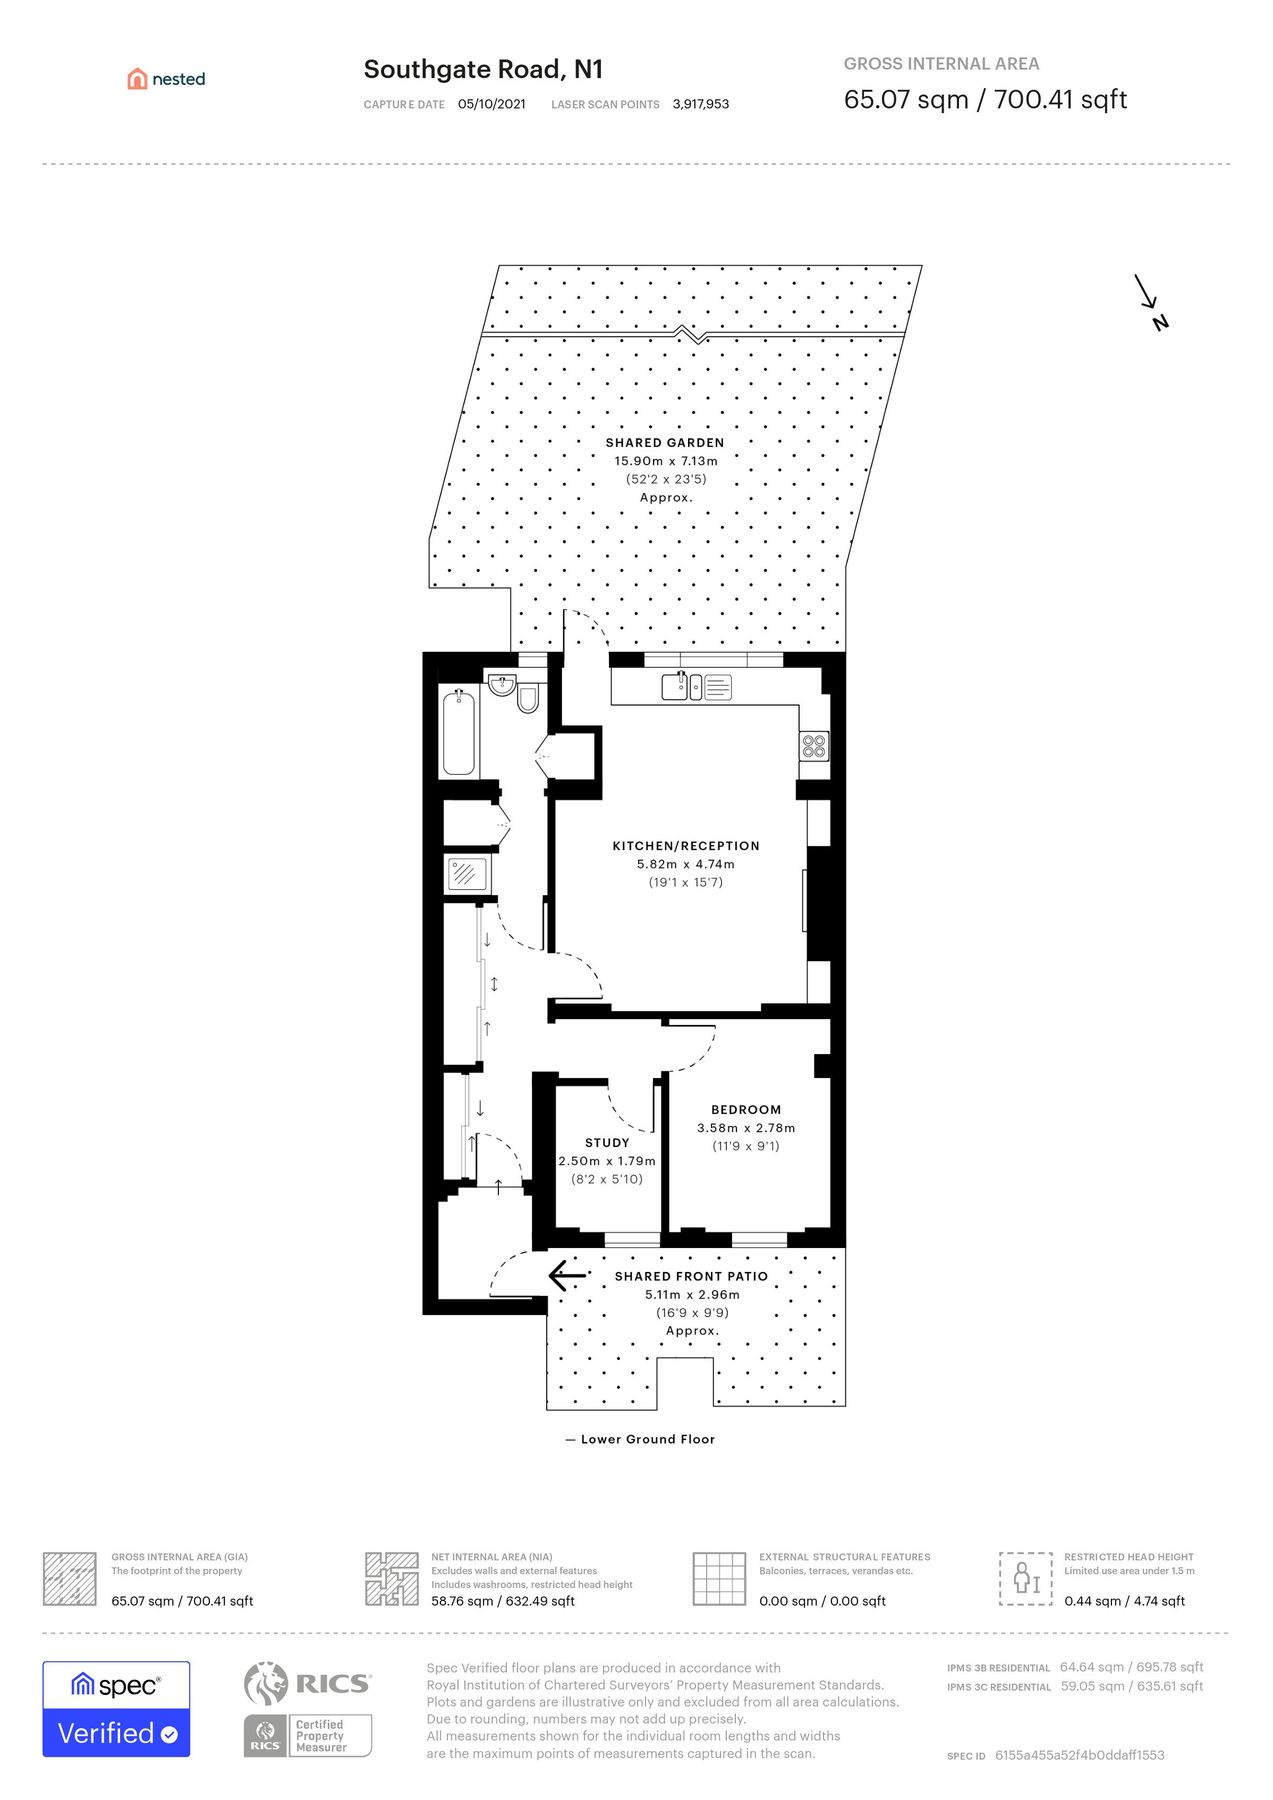 nested
Southgate Road, N1
CAPTURE DATE 05/10/2021 LASER SCAN POINTS 3,917,953
GROSS INTERNAL AREA
65.07 sqm / 700.41 sqft
N
SHARED GARDEN
15.90m x 7.13m
(52'2 x 23'5)
Approx.
KITCHEN/RECEPTION
5.82m x 4.74m
(19'1 x 15'7)
BEDROOM
3.58m x 2.78m
(11'9 x 9'1)
STUDY
2.50m x 1.79m
(8'2 x 5'10)
SHARED FRONT PATIO
5.11m x 2.96m
(16'9 x 9'9)
Approx.
— Lower Ground Floor
GROSS INTERNAL AREA (GIA)
The footprint of the property
65.07 sqm / 700.41 sqft
NET INTERNAL AREA (NIA)
Excludes walls and external features
Includes washrooms, restricted head height
58.76 sqm / 632.49 sqft
EXTERNAL STRUCTURAL FEATURES
Balconies, terraces, verandas etc.
0.00 sqm / 0.00 sqft
RESTRICTED HEAD HEIGHT
Limited use area under 1.5 m
0.44 sqm / 4.74 sqft
spec®
Verified
RICS®
RICS
Certified
Property
Measurer
Spec Verified floor plans are produced in accordance with
Royal Institution of Chartered Surveyors' Property Measurement Standards.
Plots and gardens are illustrative only and excluded from all area calculations.
Due to rounding, numbers may not add up precisely.
All measurements shown for the individual room lengths and widths
are the maximum points of measurements captured in the scan.
IPMS 3B RESIDENTIAL 64.64 sqm / 695.78 sqft
IPMS 3C RESIDENTIAL 59.05 sqm / 635.61 sqft
SPEC ID 6155a455a52f4b0ddaff1553